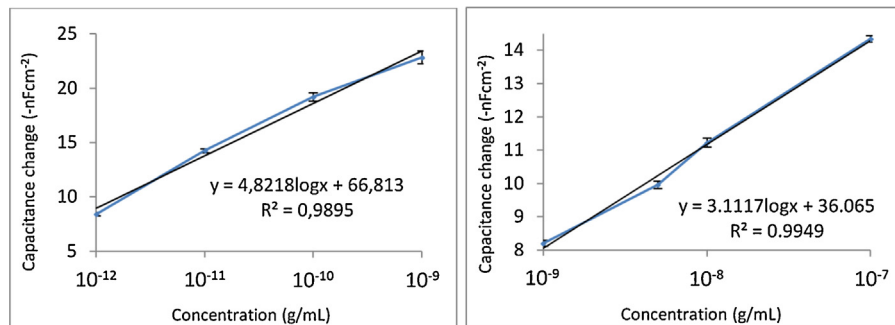 Capacitance change (-nFcm⁻²)
25
20
15
10
5
y = 4,8218logx + 66,813
R² = 0,9895
10⁻¹² 10⁻¹¹ 10⁻¹⁰ 10⁻⁹
Concentration (g/mL)
Capacitance change (-nFcm⁻²)
14
13
12
11
10
9
8
y = 3.1117logx + 36.065
R² = 0.9949
10⁻⁹ 10⁻⁸ 10⁻⁷
Concentration (g/mL)